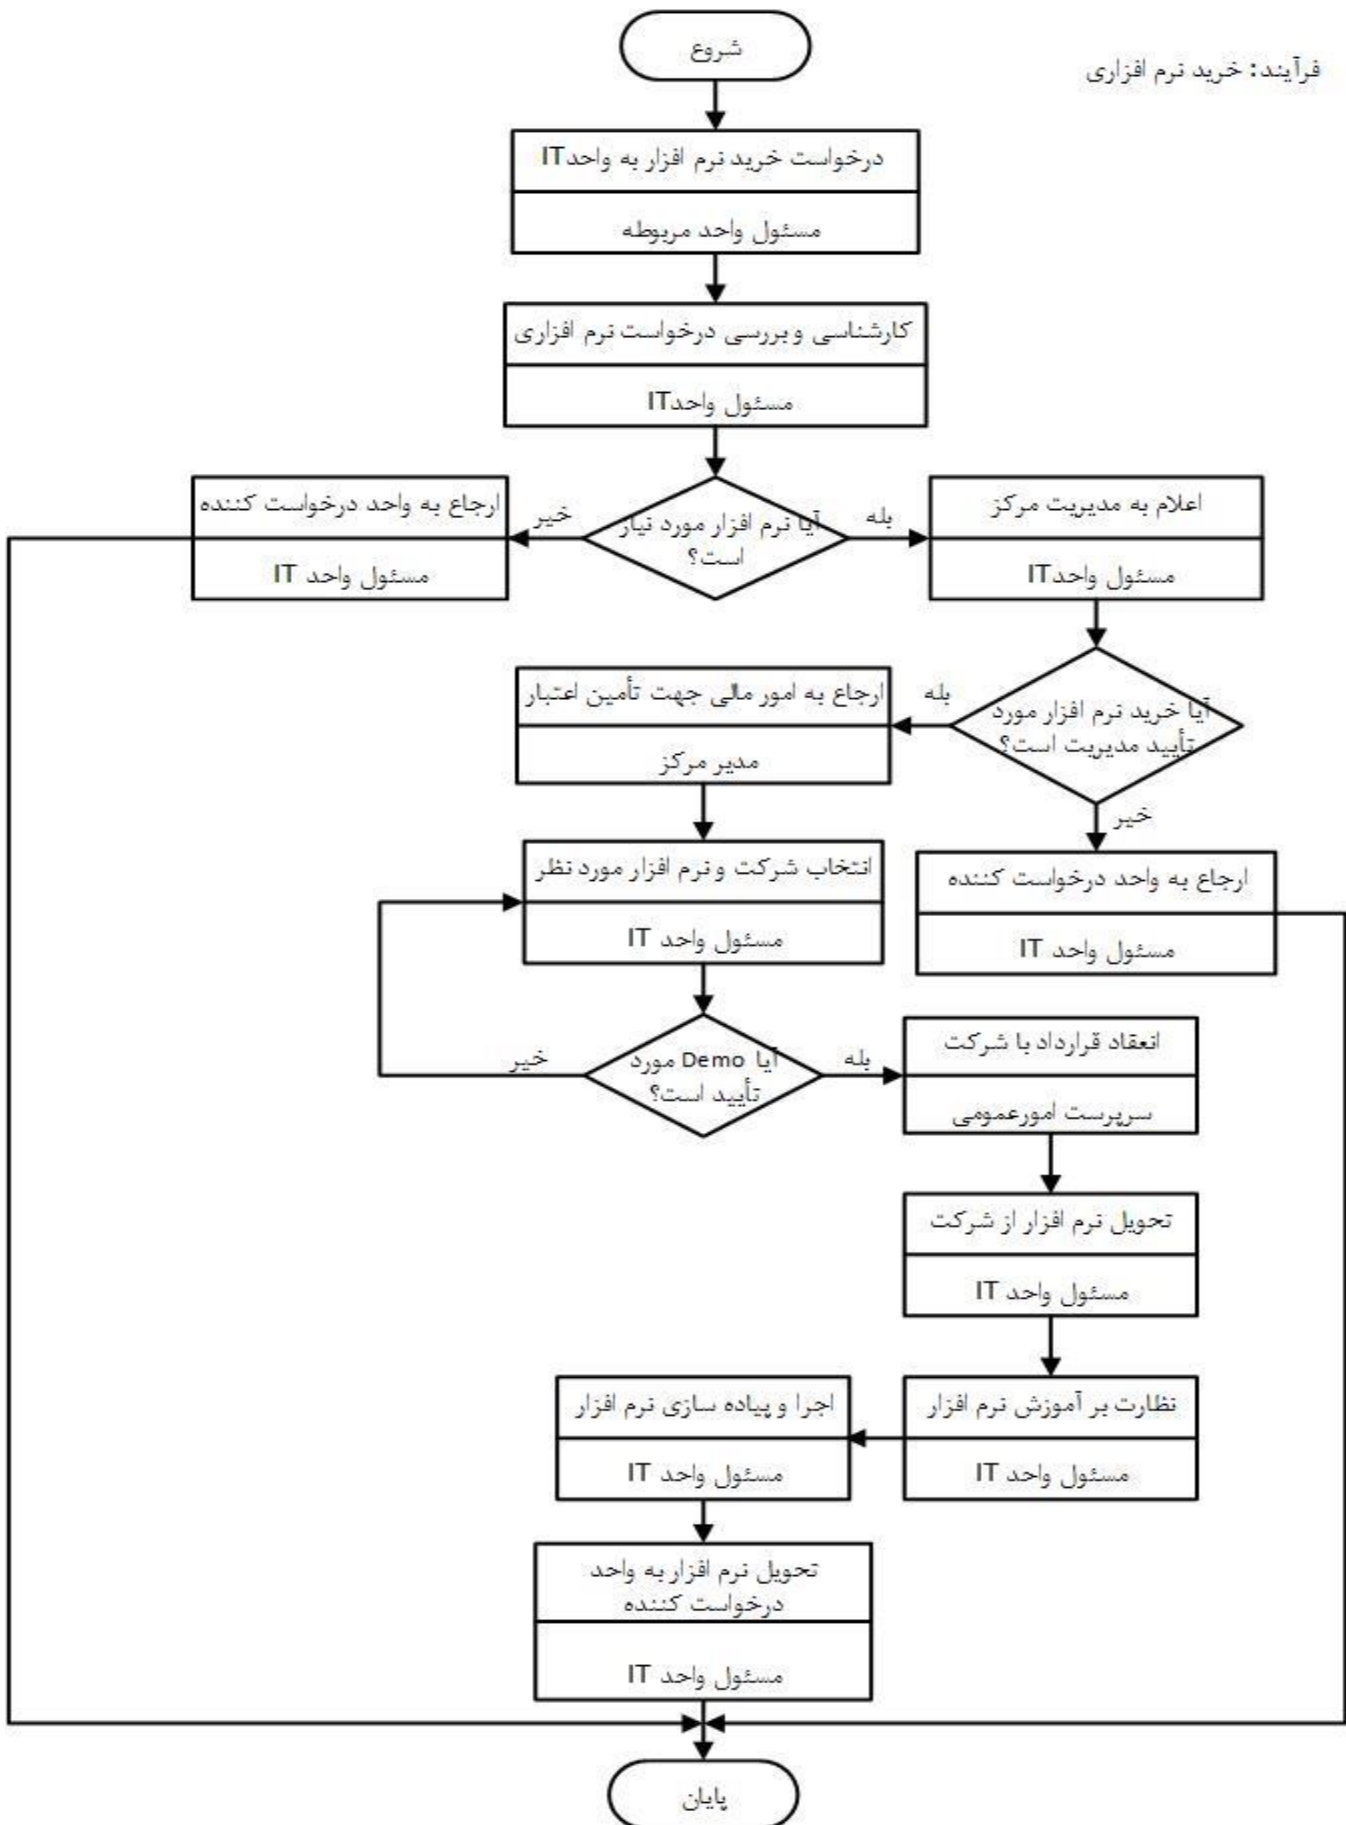 فرآیند: خرید نرم افزاری
شروع
درخواست خرید نرم افزار به واحدIT
مسئول واحد مربوطه
کارشناسی و بررسی درخواست نرم افزاری
مسئول واحدIT
آیا نرم افزار مورد نیار
است؟
بله
خیر
اعلام به مدیریت مرکز
مسئول واحدIT
ارجاع به واحد درخواست کننده
مسئول واحد IT
آیا خرید نرم افزار مورد
تأیید مدیریت است؟
بله
خیر
ارجاع به امور مالی جهت تأمین اعتبار
مدیر مرکز
ارجاع به واحد درخواست کننده
مسئول واحد IT
انتخاب شرکت و نرم افزار مورد نظر
مسئول واحد IT
آیا Demo مورد
تأیید است؟
بله
خیر
انعقاد قرارداد با شرکت
سرپرست امورعمومی
تحویل نرم افزار از شرکت
مسئول واحد IT
نظارت بر آموزش نرم افزار
مسئول واحد IT
اجرا و پیاده سازی نرم افزار
مسئول واحد IT
تحویل نرم افزار به واحد
درخواست کننده
مسئول واحد IT
پایان